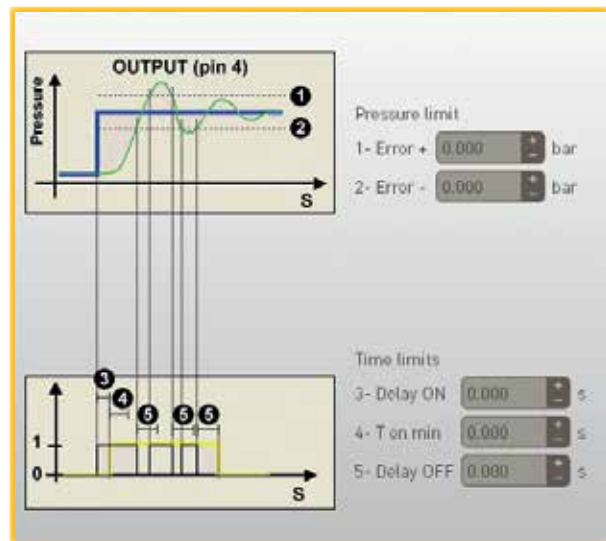 OUTPUT (pin 4)
Pressure
1
2
S
Pressure limit
1- Error + 0.000 bar
2- Error - 0.000 bar
3
4
5 5 5
1
0
S
Time limits
3- Delay ON 0.000 s
4- T on min 0.000 s
5- Delay OFF 0.000 s